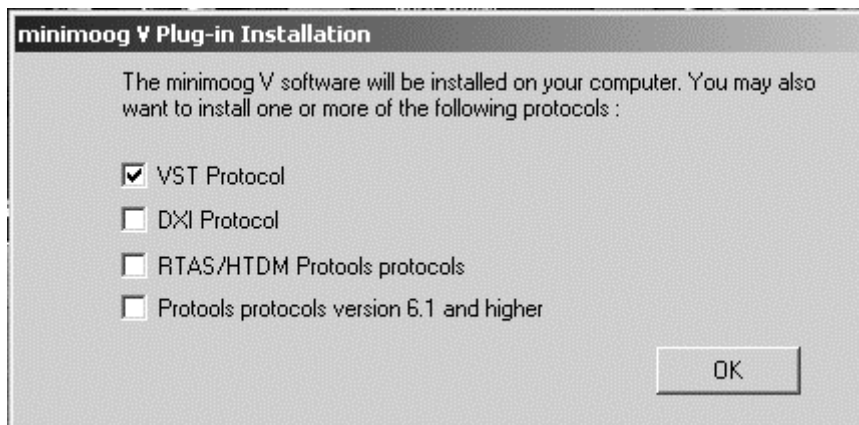 minimoog V Plug-in Installation
The minimoog V software will be installed on your computer. You may also
want to install one or more of the following protocols :
VST Protocol
DXI Protocol
RTAS/HTDM Protools protocols
Protools protocols version 6.1 and higher
OK